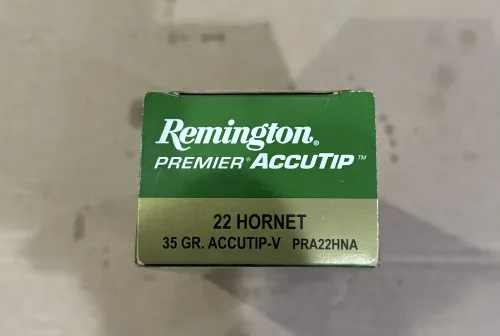 Remington®
PREMIER® ACCUTIP™
22 HORNET
35 GR. ACCUTIP-V PRA22HNA